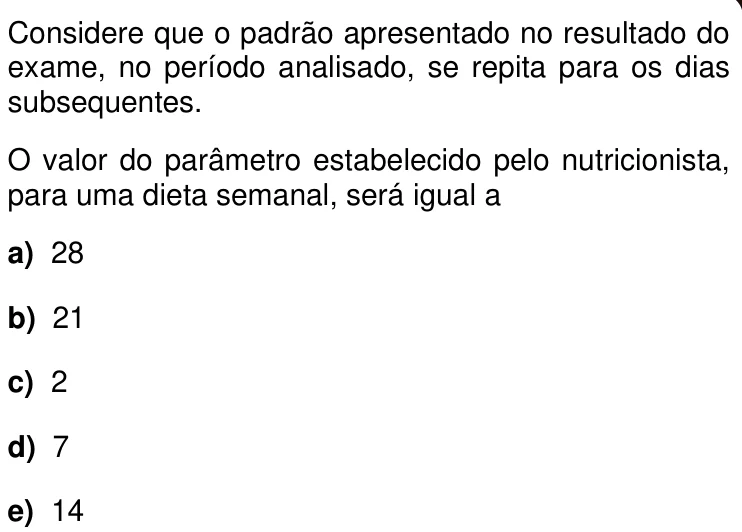 Considere que o padrão apresentado no resultado do
exame, no período analisado, se repita para os dias
subsequentes.
O valor do parâmetro estabelecido pelo nutricionista,
para uma dieta semanal, será igual a
a) 28
b) 21
c) 2
d) 7
e) 14